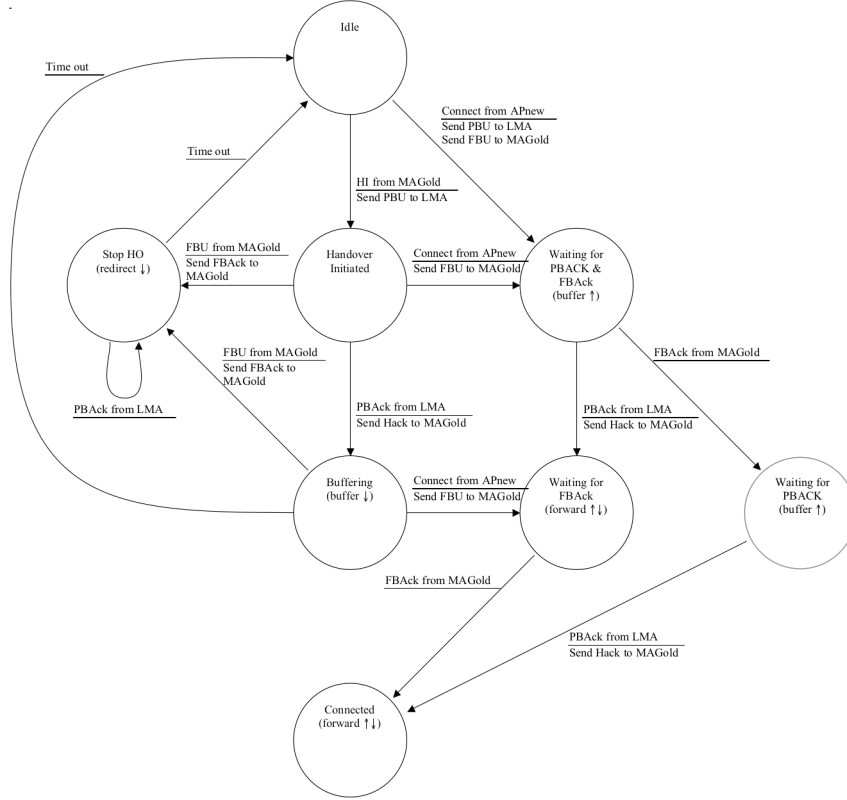 -
Idle
Time out
Connect from APnew
Send PBU to LMA
Send FBU to MAGold
Time out
HI from MAGold
Send PBU to LMA
Stop HO
(redirect ↓)
FBU from MAGold
Send FBAck to
MAGold
Handover
Initiated
Connect from APnew
Send FBU to MAGold
Waiting for
PBACK &
FBAck
(buffer ↑)
FBU from MAGold
Send FBAck to
MAGold
FBAck from MAGold
PBAck from LMA
PBAck from LMA
Send Hack to MAGold
PBAck from LMA
Send Hack to MAGold
Buffering
(buffer ↓)
Connect from APnew
Send FBU to MAGold
Waiting for
FBAck
(forward ↑↓)
Waiting for
PBACK
(buffer ↑)
FBAck from MAGold
PBAck from LMA
Send Hack to MAGold
Connected
(forward ↑↓)